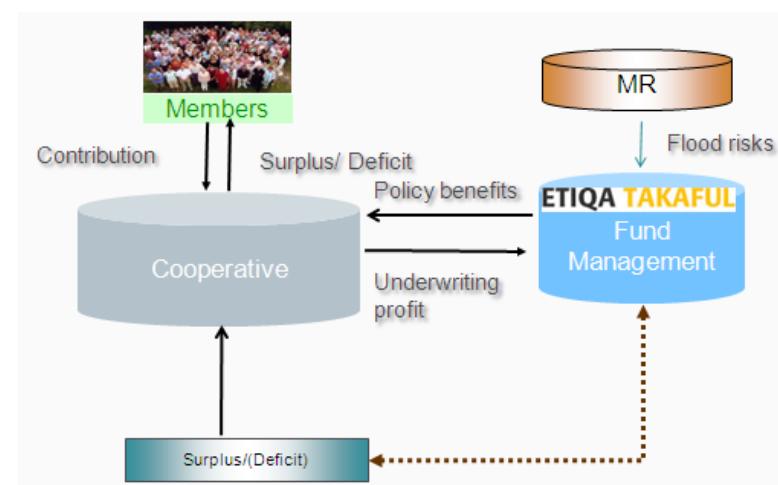 Members
MR
Contribution
Surplus/ Deficit
Flood risks
Policy benefits
ETIQA TAKAFUL
Fund
Management
Cooperative
Underwriting
profit
Surplus/(Deficit)